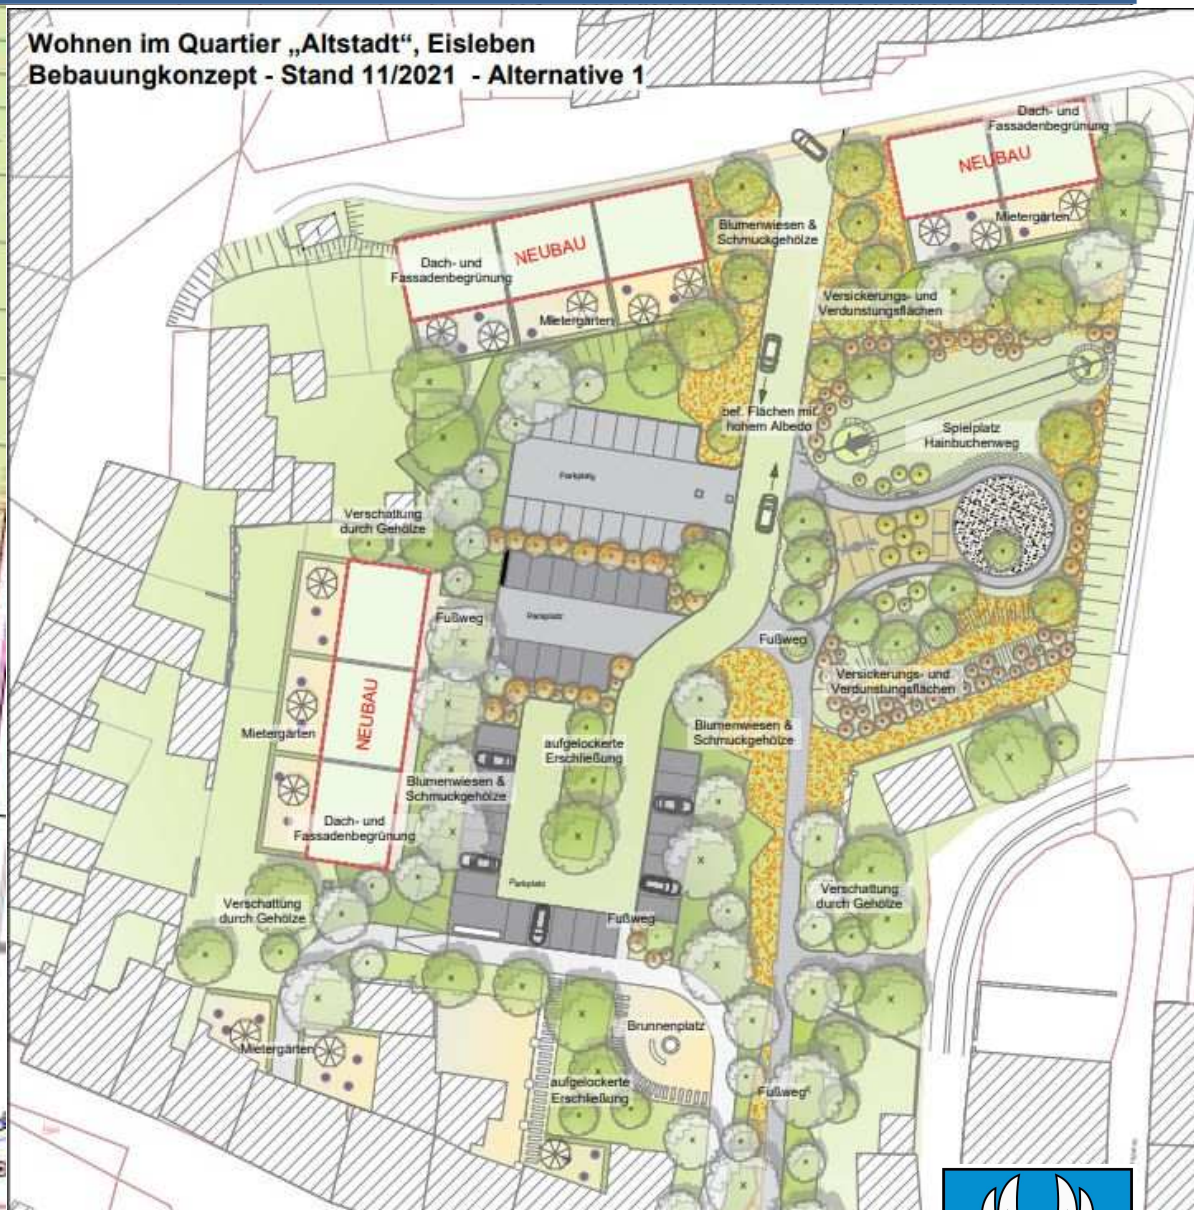 Wohnen im Quartier „Altstadt“, Eisleben
Bebauungkonzept - Stand 11/2021 - Alternative 1
Dach- und
Fassadenbegrünung
NEUBAU
Mietergärten
Blumenwiesen &
Schmuckgehölze
NEUBAU
Dach- und
Fassadenbegrünung
Mietergärten
Versickerungs- und
Verdunstungsflächen
bef. Flächen mit
hohem Albedo
Spielplatz
Hainbuchenweg
Parkplatz
Verschattung
durch Gehölze
Fußweg
Parkplatz
Fußweg
Versickerungs- und
Verdunstungsflächen
NEUBAU
Mietergärten
aufgelockerte
Erschließung
Blumenwiesen &
Schmuckgehölze
Blumenwiesen &
Schmuckgehölze
Dach- und
Fassadenbegrünung
Parkplatz
Verschattung
durch Gehölze
Verschattung
durch Gehölze
Fußweg
Brunnenplatz
Mietergärten
aufgelockerte
Erschließung
Fußweg